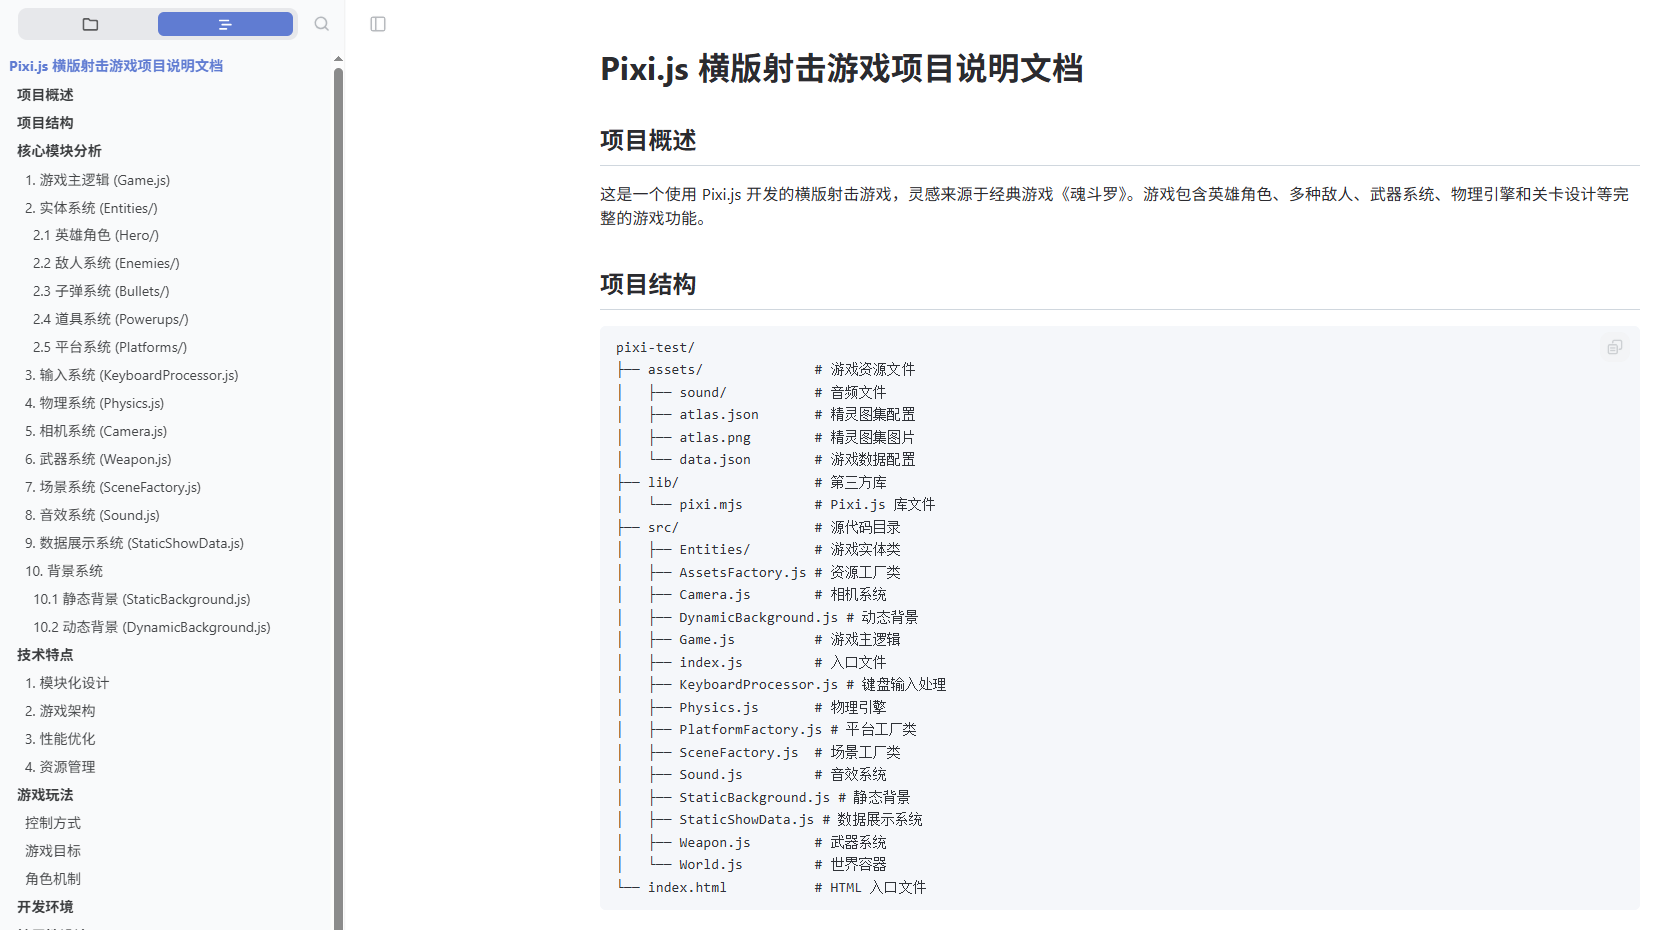 Pixi.js 横版射击游戏项目说明文档
项目概述
项目结构
核心模块分析
1. 游戏主逻辑 (Game.js)
2. 实体系统 (Entities/)
2.1 英雄角色 (Hero/)
2.2 敌人系统 (Enemies/)
2.3 子弹系统 (Bullets/)
2.4 道具系统 (Powerups/)
2.5 平台系统 (Platforms/)
3. 输入系统 (KeyboardProcessor.js)
4. 物理系统 (Physics.js)
5. 相机系统 (Camera.js)
6. 武器系统 (Weapon.js)
7. 场景系统 (SceneFactory.js)
8. 音效系统 (Sound.js)
9. 数据展示系统 (StaticShowData.js)
10. 背景系统
10.1 静态背景 (StaticBackground.js)
10.2 动态背景 (DynamicBackground.js)
技术特点
1. 模块化设计
2. 游戏架构
3. 性能优化
4. 资源管理
游戏玩法
控制方式
游戏目标
角色机制
开发环境
Pixi.js 横版射击游戏项目说明文档
项目概述
这是一个使用 Pixi.js 开发的横版射击游戏，灵感来源于经典游戏《魂斗罗》。游戏包含英雄角色、多种敌人、武器系统、物理引擎和关卡设计等完
整的游戏功能。
项目结构
pixi-test/
├── assets/              # 游戏资源文件
│   ├── sound/           # 音频文件
│   ├── atlas.json       # 精灵图集配置
│   ├── atlas.png        # 精灵图集图片
│   └── data.json        # 游戏数据配置
├── lib/                 # 第三方库
│   └── pixi.mjs         # Pixi.js 库文件
├── src/                 # 源代码目录
│   ├── Entities/        # 游戏实体类
│   ├── AssetsFactory.js # 资源工厂类
│   ├── Camera.js        # 相机系统
│   ├── DynamicBackground.js # 动态背景
│   ├── Game.js          # 游戏主逻辑
│   ├── index.js         # 入口文件
│   ├── KeyboardProcessor.js # 键盘输入处理
│   ├── Physics.js       # 物理引擎
│   ├── PlatformFactory.js # 平台工厂类
│   ├── SceneFactory.js  # 场景工厂类
│   ├── Sound.js         # 音效系统
│   ├── StaticBackground.js # 静态背景
│   ├── StaticShowData.js # 数据展示系统
│   ├── Weapon.js        # 武器系统
│   └── World.js         # 世界容器
└── index.html           # HTML 入口文件